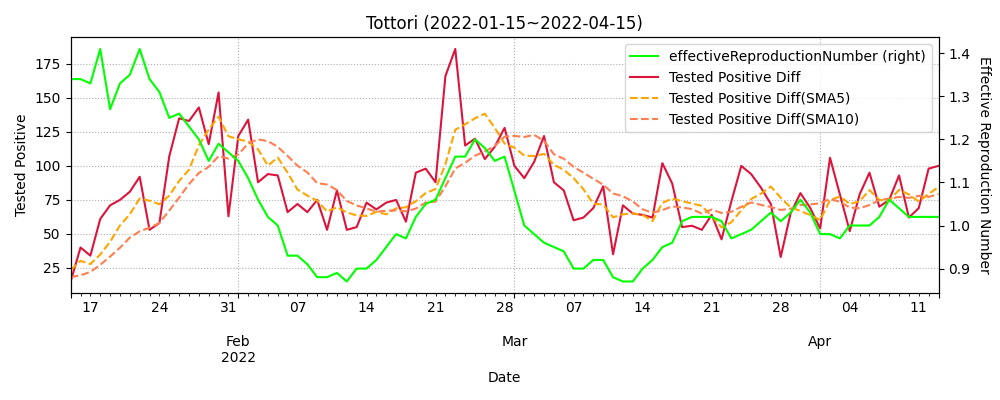 Tottori (2022-01-15~2022-04-15)
effectiveReproductionNumber (right)
Tested Positive Diff
Tested Positive Diff(SMA5)
Tested Positive Diff(SMA10)
Tested Positive
175
150
125
100
75
50
25
1.4
1.3
1.2
1.1
1.0
0.9
Effective Reproduction Number
17 24 31 07 14 21 28 07 14 21 28 04 11
Feb Mar Apr
2022
Date